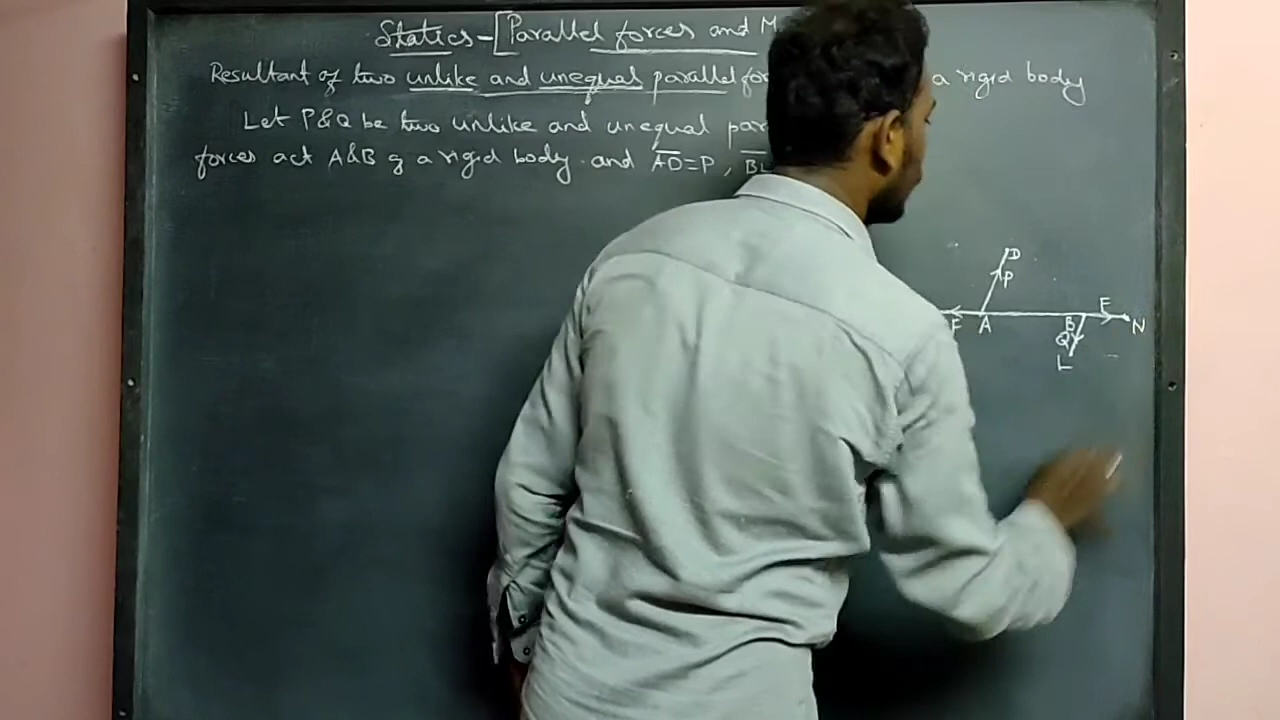 Statics-[Parallel forces and M
Resultant of two unlike and unequal parallel for a rigid body
Let P&Q be two unlike and unequal par
forces act A&B of a rigid body. and AD=P, BL
D
P
F A B F N
Q
L